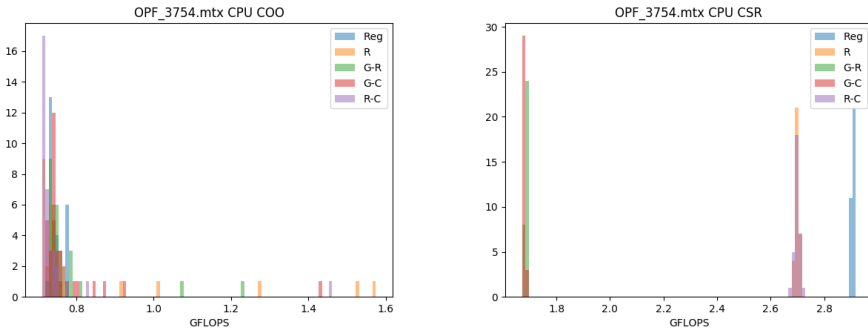 OPF_3754.mtx CPU COO
16
14
12
10
8
6
4
2
0
0.8
1.0
1.2
1.4
1.6
GFLOPS
Reg
R
G-R
G-C
R-C
OPF_3754.mtx CPU CSR
30
25
20
15
10
5
0
1.8
2.0
2.2
2.4
2.6
2.8
GFLOPS
Reg
R
G-R
G-C
R-C